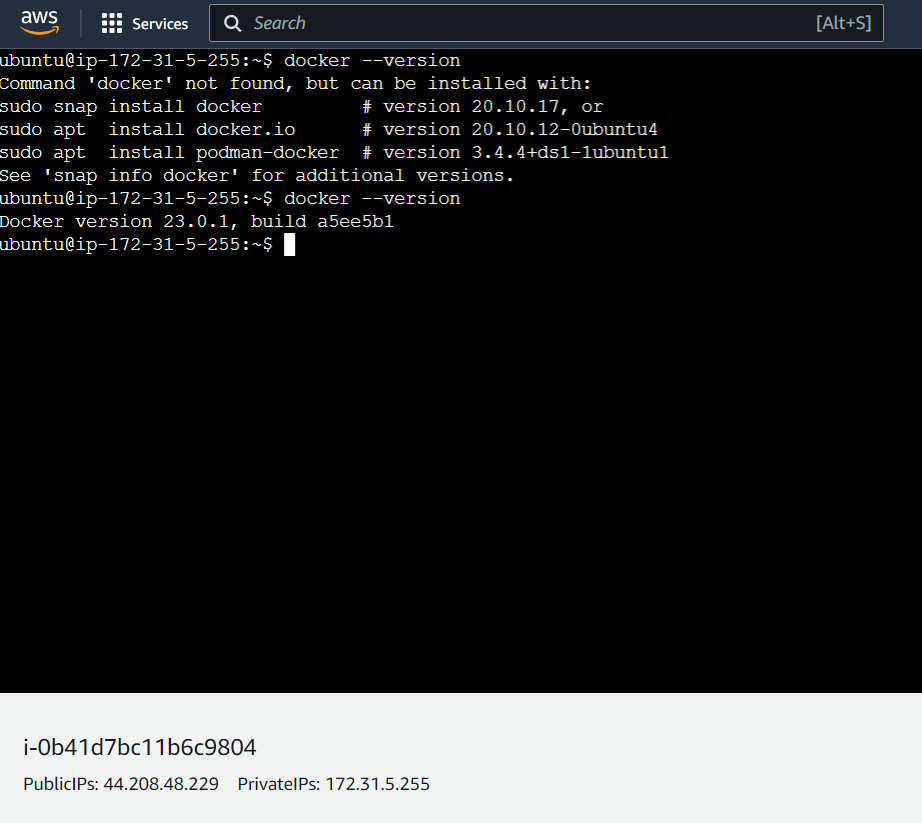 aws Services Search [Alt+S]
ubuntu@ip-172-31-5-255:~$ docker --version
Command 'docker' not found, but can be installed with:
sudo snap install docker         # version 20.10.17, or
sudo apt  install docker.io      # version 20.10.12-0ubuntu4
sudo apt  install podman-docker  # version 3.4.4+ds1-1ubuntu1
See 'snap info docker' for additional versions.
ubuntu@ip-172-31-5-255:~$ docker --version
Docker version 23.0.1, build a5ee5b1
ubuntu@ip-172-31-5-255:~$
i-0b41d7bc11b6c9804
PublicIPs: 44.208.48.229 PrivateIPs: 172.31.5.255